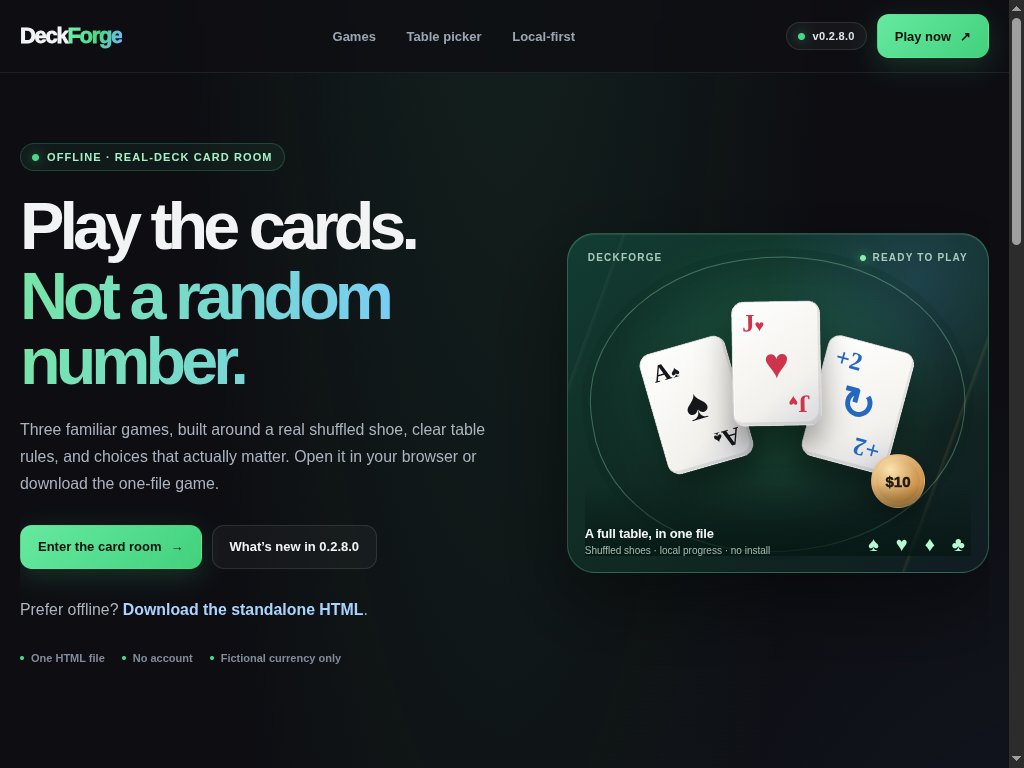 DeckForge
Games
Table picker
Local-first
v0.2.8.0
Play now ↗
OFFLINE · REAL-DECK CARD ROOM
Play the cards.
Not a random
number.
Three familiar games, built around a real shuffled shoe, clear table
rules, and choices that actually matter. Open it in your browser or
download the one-file game.
Enter the card room →
What's new in 0.2.8.0
Prefer offline? Download the standalone HTML.
One HTML file
No account
Fictional currency only
DECKFORGE
READY TO PLAY
A♠
♠
A♠
J♥
♥
J♥
+2
↻
+2
$10
A full table, in one file
Shuffled shoes · local progress · no install
♠ ♥ ♦ ♣